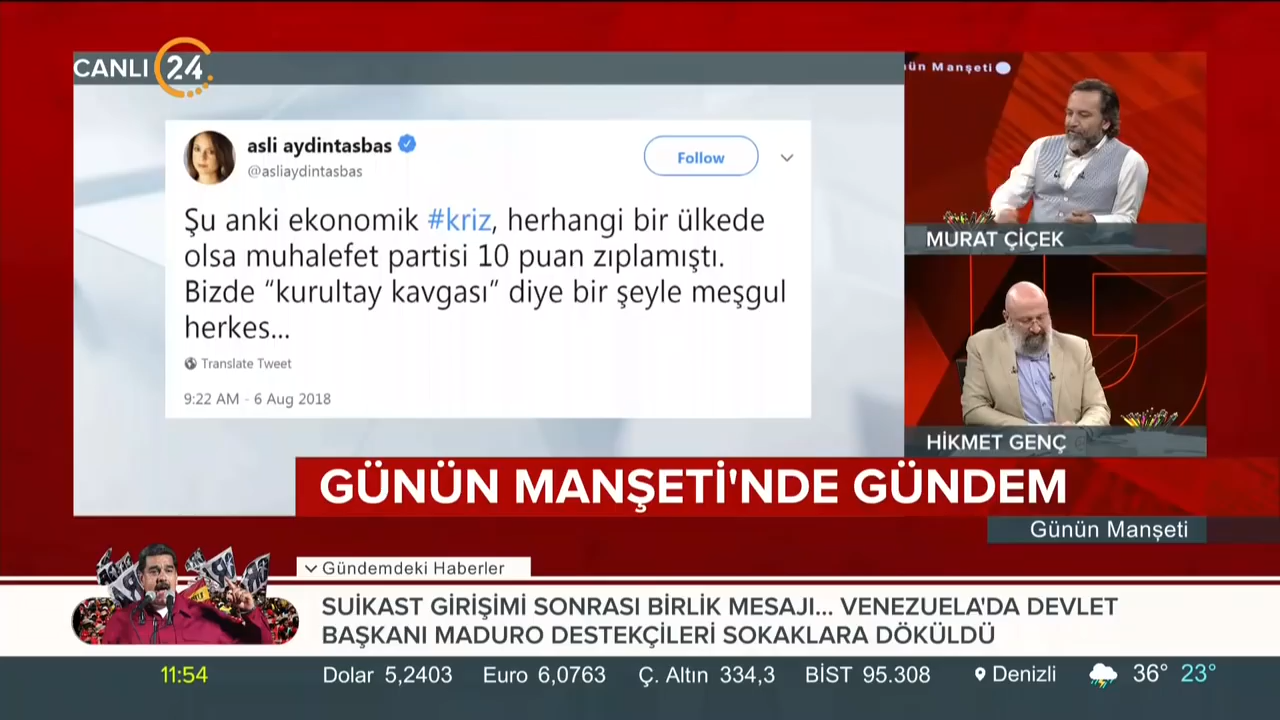 CANLI 24
ün Manşeti
asli aydintasbas
@asliaydintasbas
Follow
Şu anki ekonomik #kriz, herhangi bir ülkede
olsa muhalefet partisi 10 puan zıplamıştı.
Bizde “kurultay kavgası” diye bir şeyle meşgul
herkes...
Translate Tweet
9:22 AM - 6 Aug 2018
MURAT ÇİÇEK
HİKMET GENÇ
GÜNÜN MANŞETİ'NDE GÜNDEM
Günün Manşeti
Gündemdeki Haberler
SUİKAST GİRİŞİMİ SONRASI BİRLİK MESAJI... VENEZUELA'DA DEVLET
BAŞKANI MADURO DESTEKÇİLERİ SOKAKLARA DÖKÜLDÜ
11:54 Dolar 5,2403 Euro 6,0763 Ç. Altın 334,3 BİST 95.308 Denizli 36° 23°